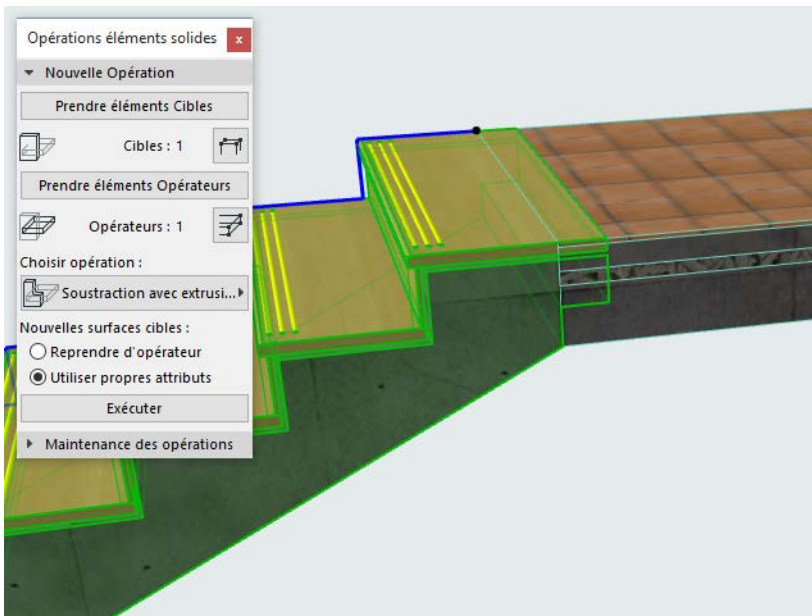 Opérations éléments solides
Nouvelle Opération
Prendre éléments Cibles
Cibles : 1
Prendre éléments Opérateurs
Opérateurs : 1
Choisir opération :
Soustraction avec extrusi...
Nouvelles surfaces cibles :
Reprendre d'opérateur
Utiliser propres attributs
Exécuter
Maintenance des opérations